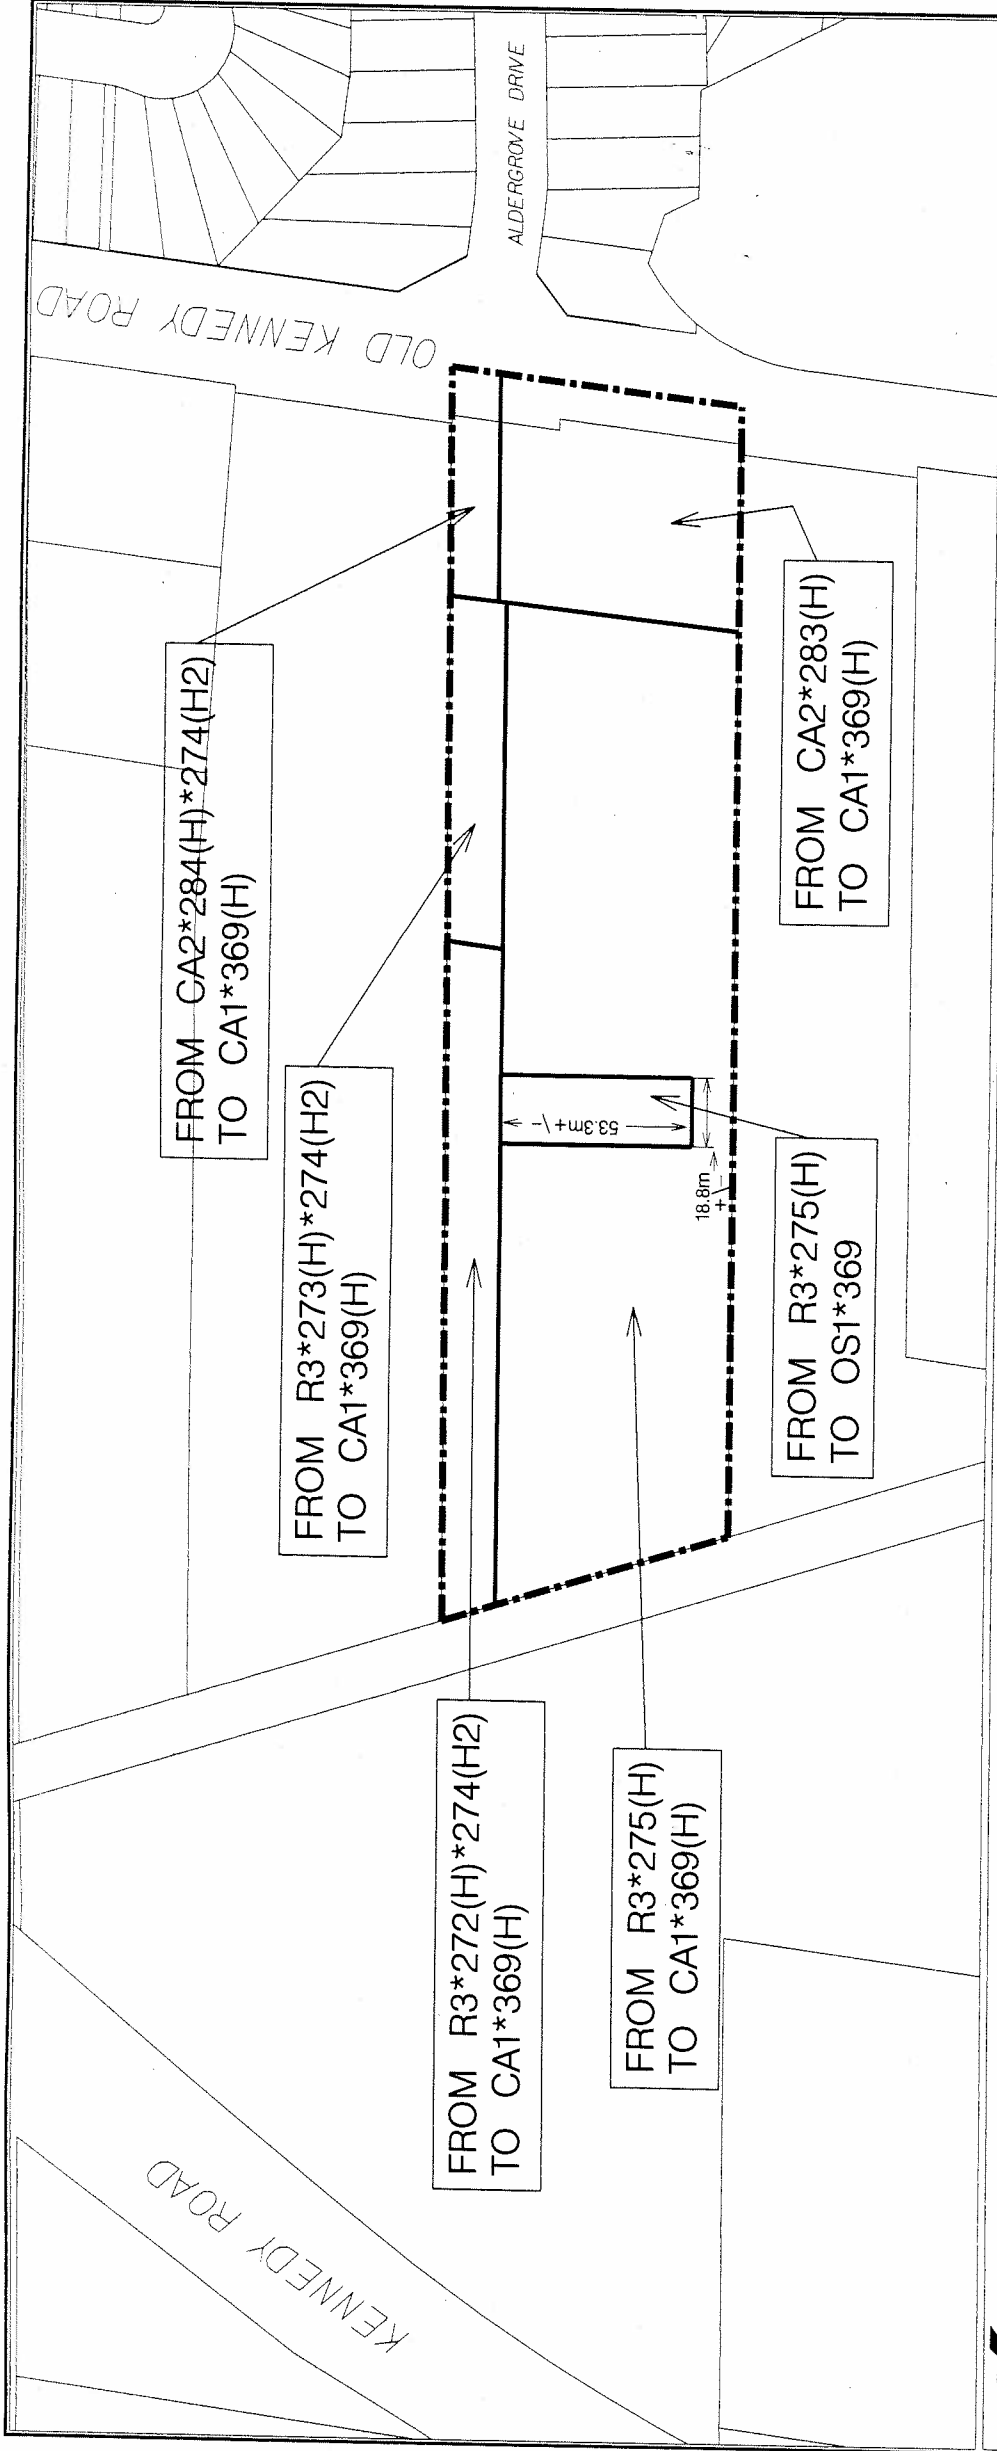 OLD KENNEDY ROAD
ALDERGROVE DRIVE
FROM CA2*284(H)*274(H2)
TO CA1*369(H)
FROM R3*273(H)*274(H2)
TO CA1*369(H)
FROM CA2*283(H)
TO CA1*369(H)
53.3m+/-
18.8m
+/-
FROM R3*275(H)
TO OS1*369
FROM R3*272(H)*274(H2)
TO CA1*369(H)
FROM R3*275(H)
TO CA1*369(H)
KENNEDY ROAD